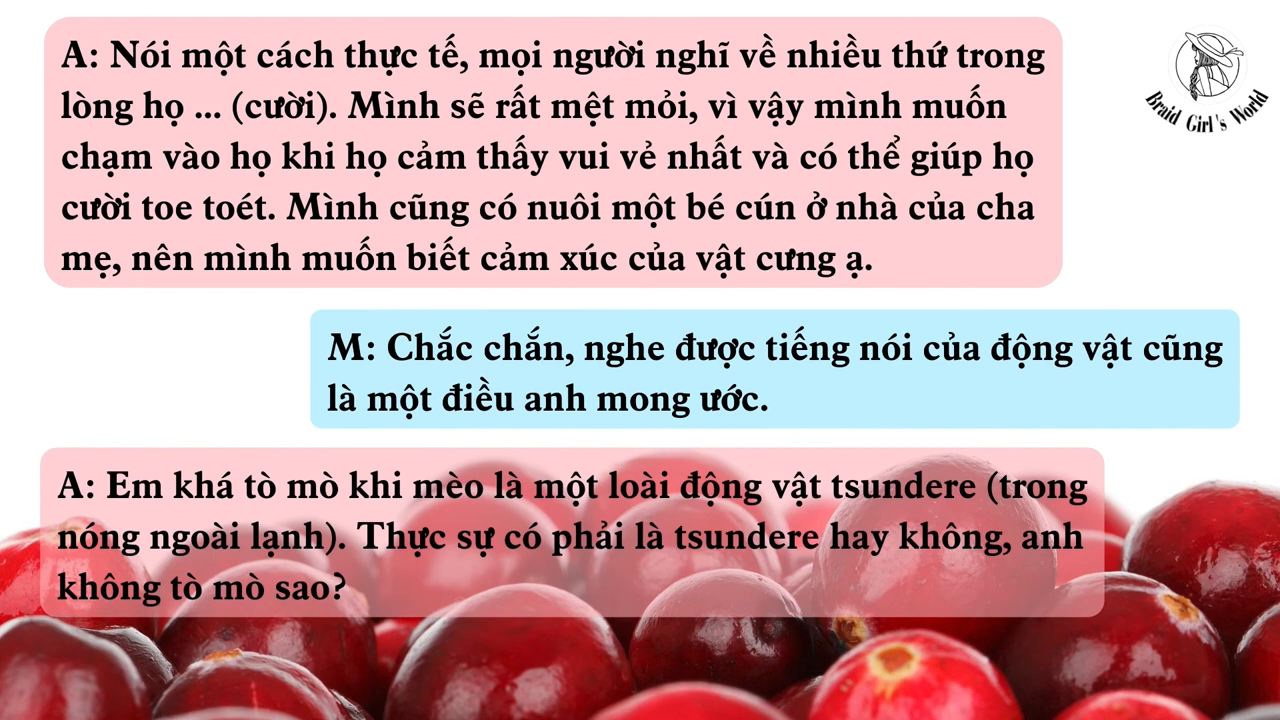 A: Nói một cách thực tế, mọi người nghĩ về nhiều thứ trong
lòng họ ... (cười). Mình sẽ rất mệt mỏi, vì vậy mình muốn
chạm vào họ khi họ cảm thấy vui vẻ nhất và có thể giúp họ
cười toe toét. Mình cũng có nuôi một bé cún ở nhà của cha
mẹ, nên mình muốn biết cảm xúc của vật cưng ạ.
Braid Girl's World
M: Chắc chắn, nghe được tiếng nói của động vật cũng
là một điều anh mong ước.
A: Em khá tò mò khi mèo là một loài động vật tsundere (trong
nóng ngoài lạnh). Thực sự có phải là tsundere hay không, anh
không tò mò sao?